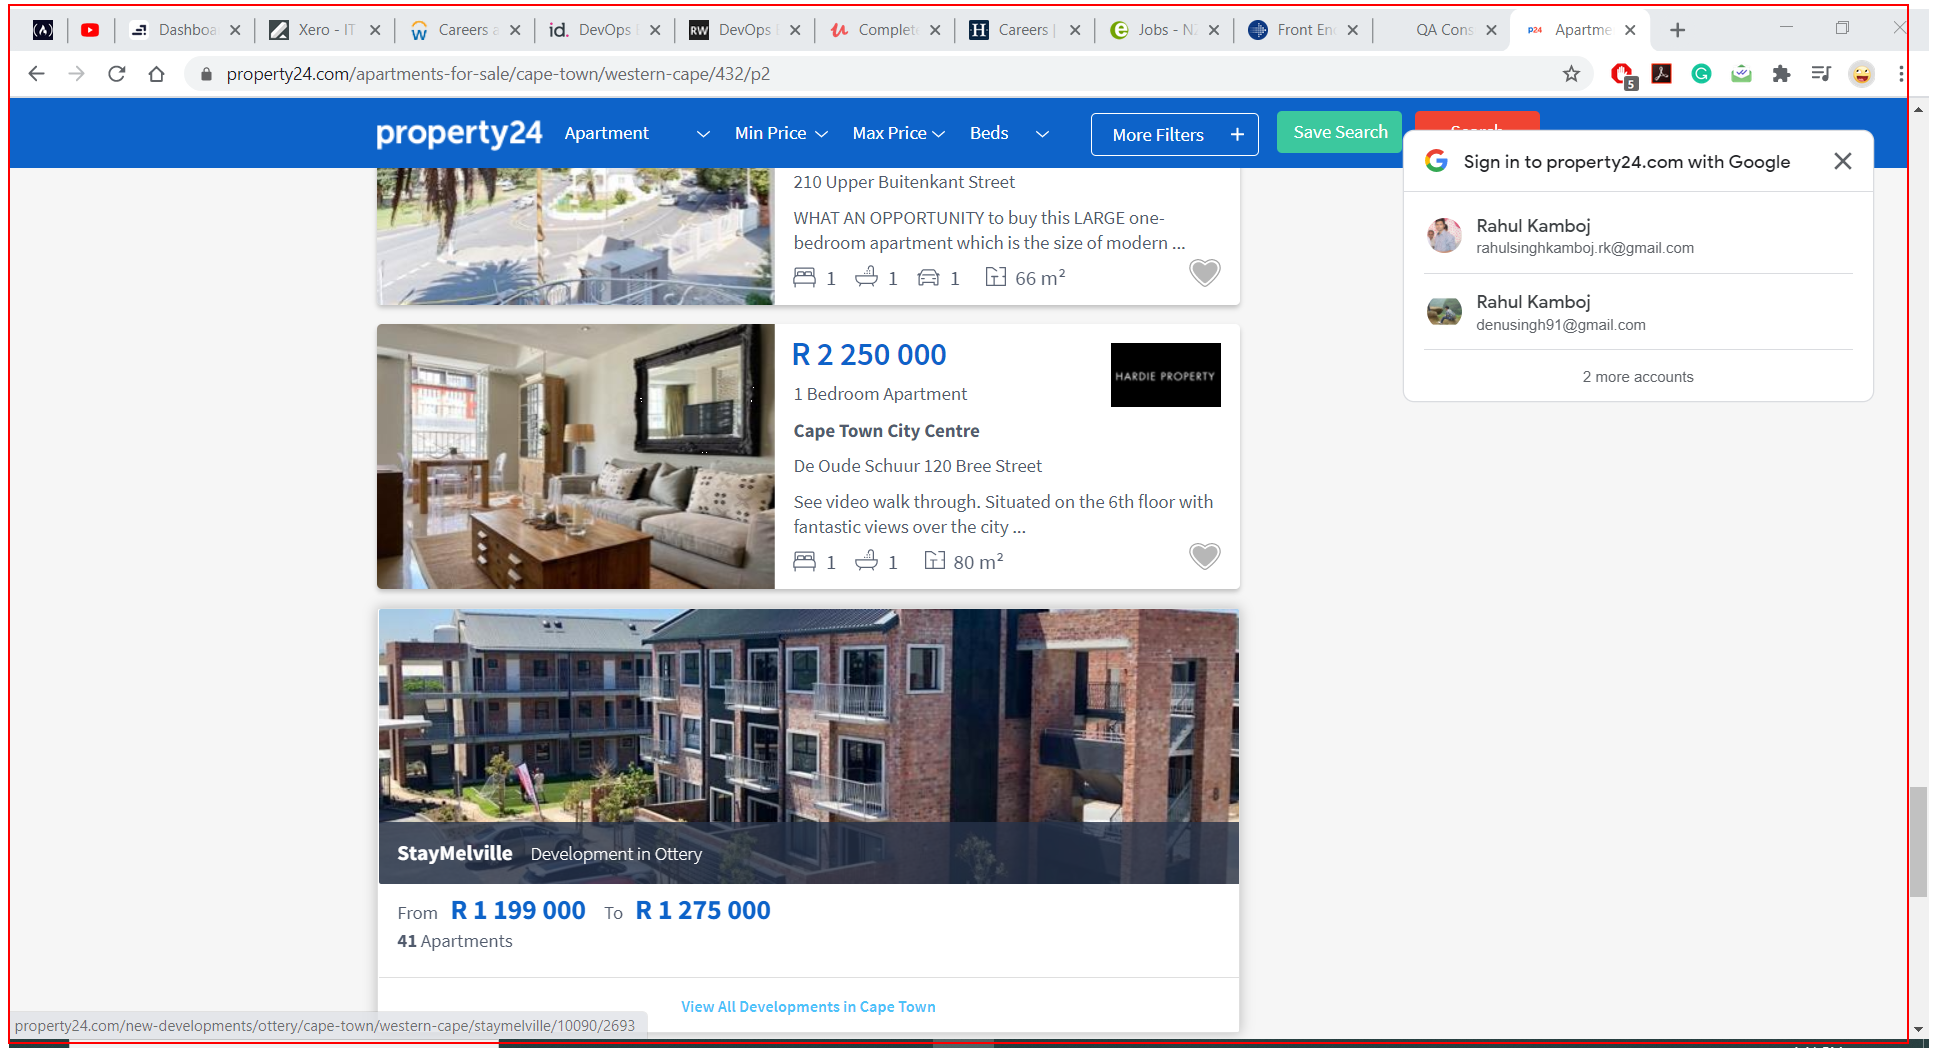 Dashboa
Xero - IT
Careers a
id. DevOps
RW DevOps
Complet
H Careers |
Jobs - NZ
Front En
QA Cons
P24 Apartme
property24.com/apartments-for-sale/cape-town/western-cape/432/p2
5
property24 Apartment Min Price Max Price Beds More Filters + Save Search Search
Sign in to property24.com with Google
Rahul Kamboj
rahulsinghkamboj.rk@gmail.com
Rahul Kamboj
denusingh91@gmail.com
2 more accounts
210 Upper Buitenkant Street
WHAT AN OPPORTUNITY to buy this LARGE one-
bedroom apartment which is the size of modern ...
1 1 1 66 m²
R 2 250 000
HARDIE PROPERTY
1 Bedroom Apartment
Cape Town City Centre
De Oude Schuur 120 Bree Street
See video walk through. Situated on the 6th floor with
fantastic views over the city ...
1 1 80 m²
StayMelville Development in Ottery
From R 1 199 000 To R 1 275 000
41 Apartments
View All Developments in Cape Town
property24.com/new-developments/ottery/cape-town/western-cape/staymelville/10090/2693